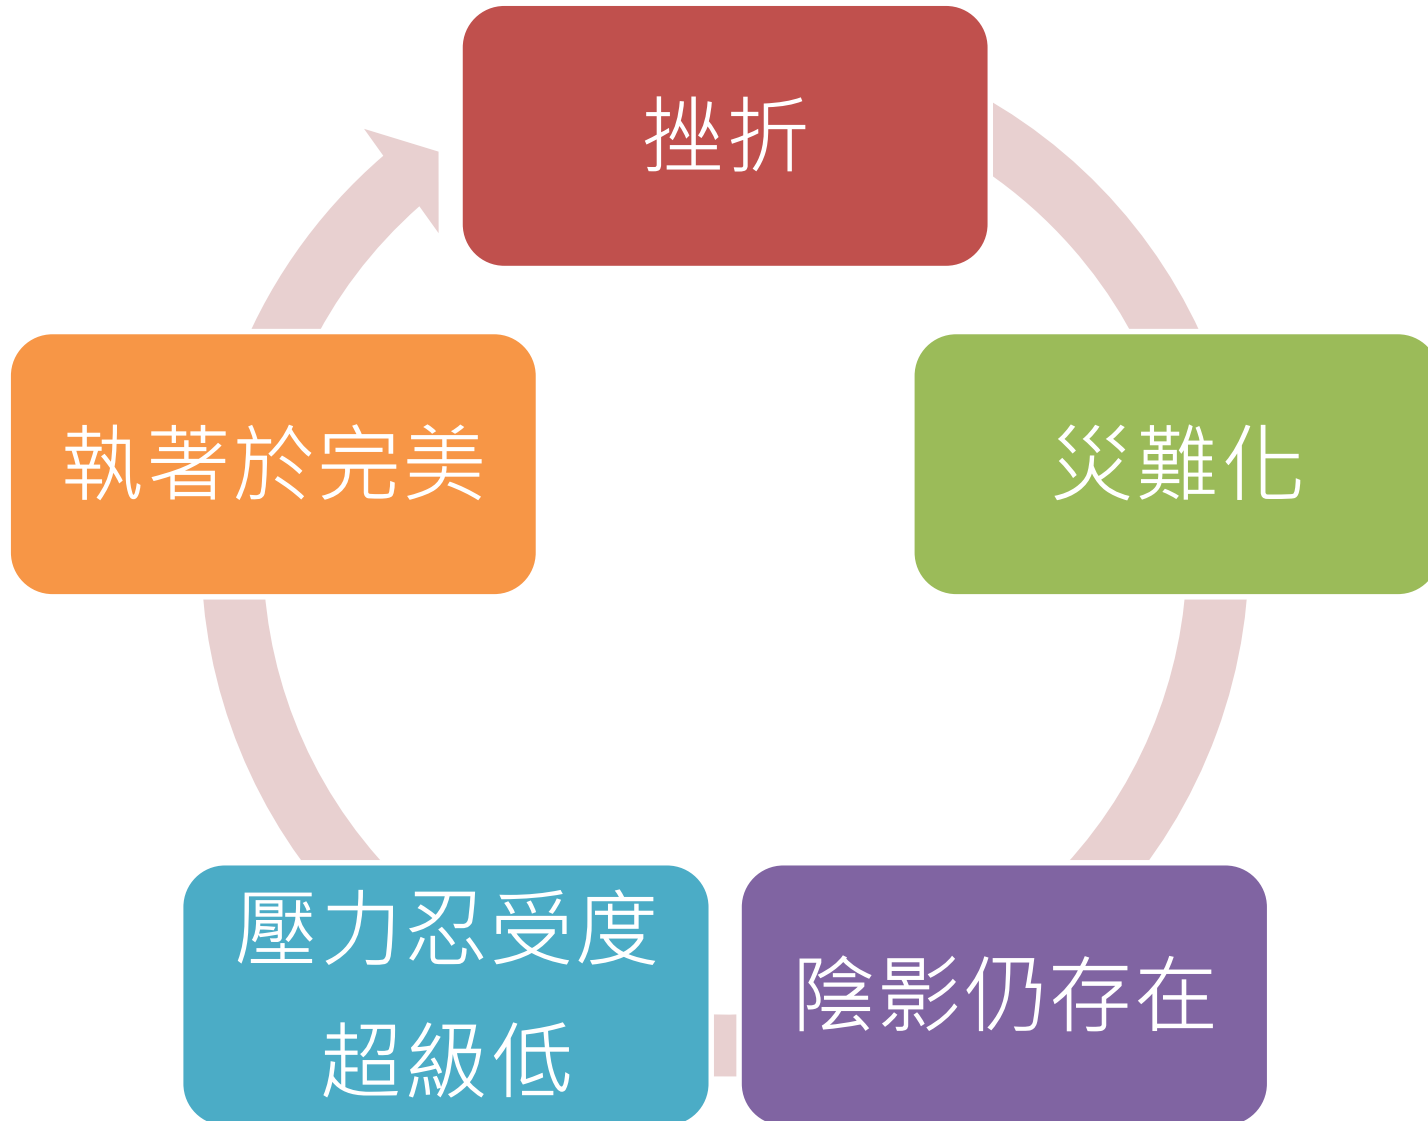 挫折
災難化
陰影仍存在
壓力忍受度
超級低
執著於完美